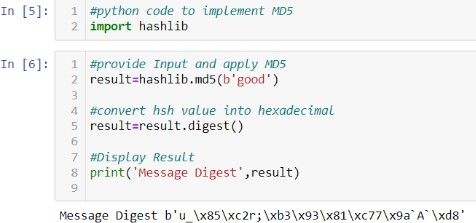 In [5]: 1 #python code to implement MD5
2 import hashlib
In [6]: 1 #provide Input and apply MD5
2 result=hashlib.md5(b'good')
3
4 #convert hsh value into hexadecimal
5 result=result.digest()
6
7 #Display Result
8 print('Message Digest',result)
9
Message Digest b'u_\x85\xc2r;\xb3\x93\x81\xc77\x9a`A`\xd8'